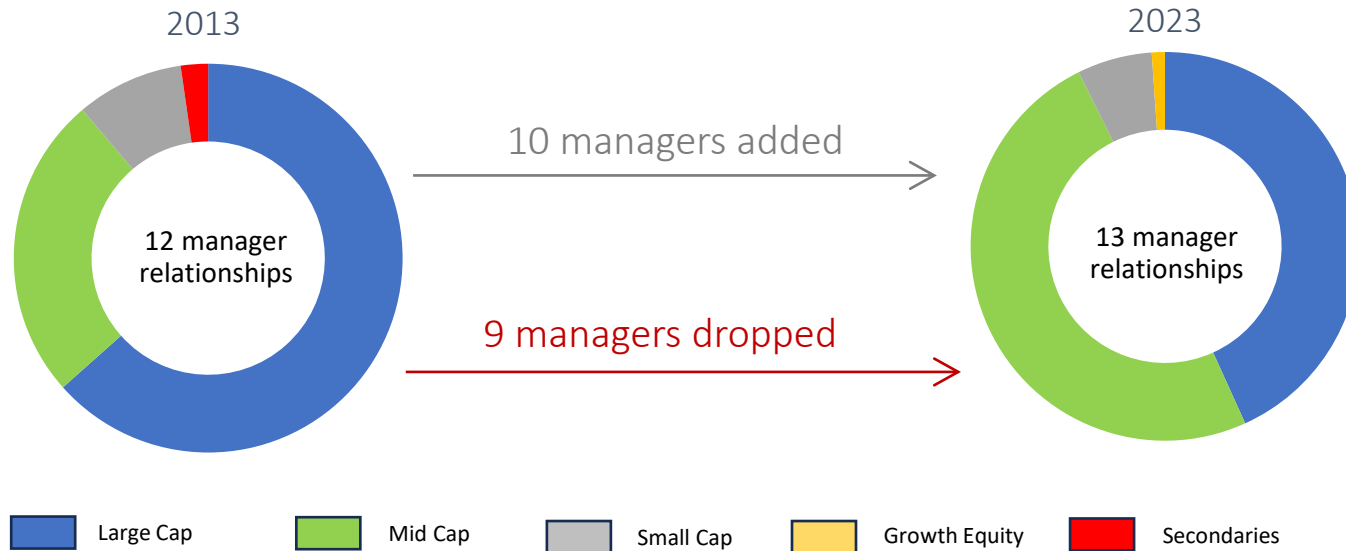 2013
2023
10 managers added
12 manager
relationships
13 manager
relationships
9 managers dropped
Large Cap
Mid Cap
Small Cap
Growth Equity
Secondaries